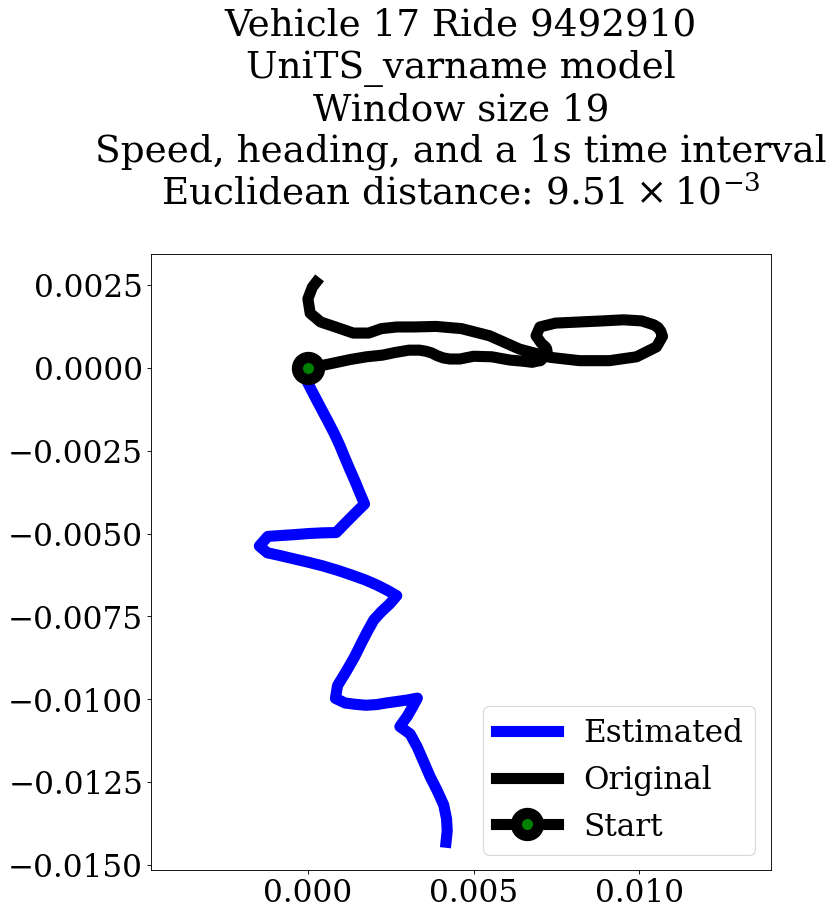 Vehicle 17 Ride 9492910
UniTS_varname model
Window size 19
Speed, heading, and a 1s time interval
Euclidean distance: 9.51 × 10⁻³
0.0025
0.0000
−0.0025
−0.0050
−0.0075
−0.0100
−0.0125
−0.0150
0.000 0.005 0.010
Estimated
Original
Start